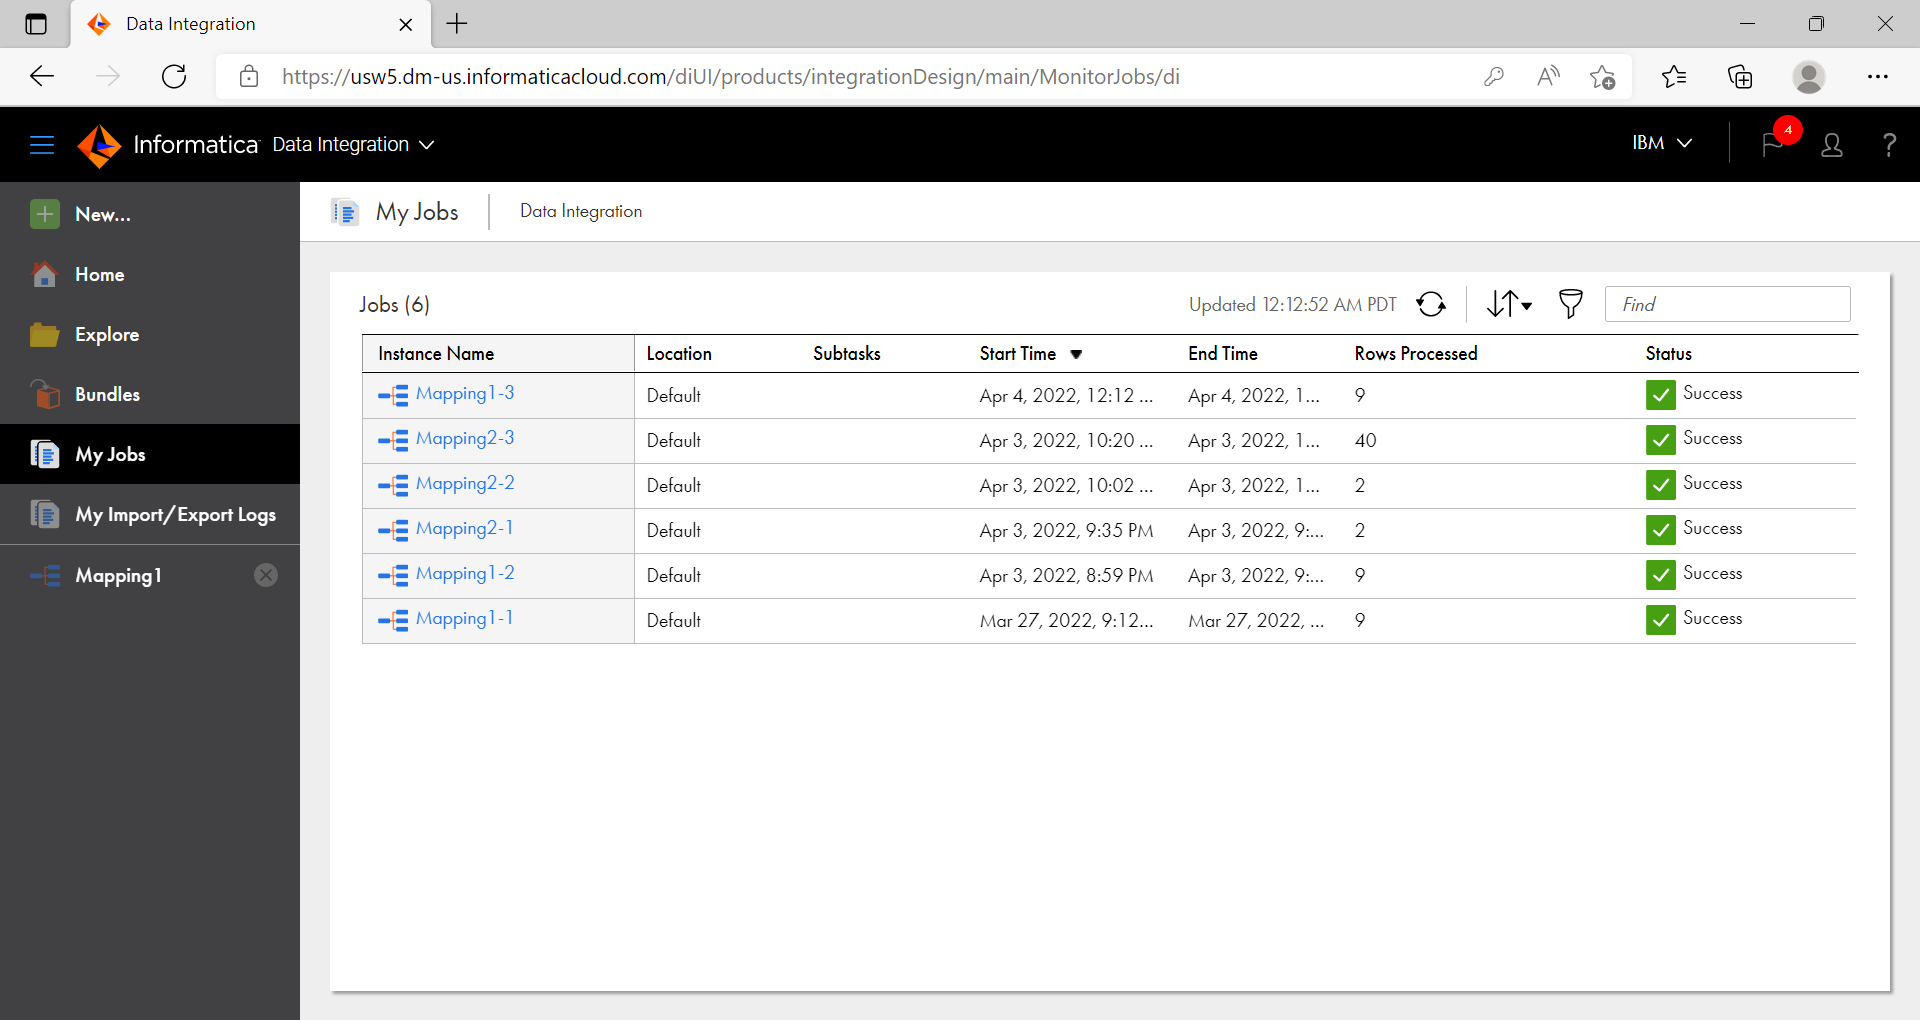 Data Integration
https://usw5.dm-us.informaticacloud.com/diUI/products/integrationDesign/main/MonitorJobs/di
Informatica Data Integration IBM 4 ?
New...
Home
Explore
Bundles
My Jobs
My Import/Export Logs
Mapping1
My Jobs Data Integration
Jobs (6) Updated 12:12:52 AM PDT Find
Instance Name Location Subtasks Start Time End Time Rows Processed Status
Mapping1-3 Default Apr 4, 2022, 12:12 ... Apr 4, 2022, 1... 9 Success
Mapping2-3 Default Apr 3, 2022, 10:20 ... Apr 3, 2022, 1... 40 Success
Mapping2-2 Default Apr 3, 2022, 10:02 ... Apr 3, 2022, 1... 2 Success
Mapping2-1 Default Apr 3, 2022, 9:35 PM Apr 3, 2022, 9:... 2 Success
Mapping1-2 Default Apr 3, 2022, 8:59 PM Apr 3, 2022, 9:... 9 Success
Mapping1-1 Default Mar 27, 2022, 9:12... Mar 27, 2022, ... 9 Success